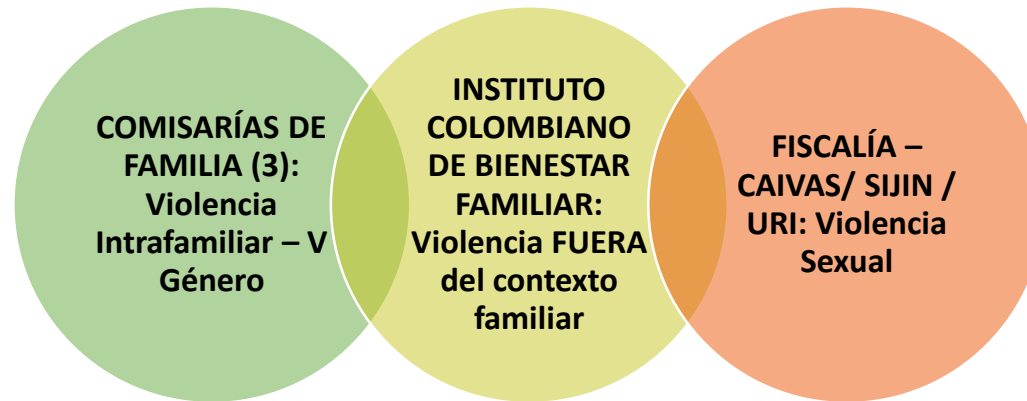 COMISARÍAS DE
FAMILIA (3):
Violencia
Intrafamiliar – V
Género
INSTITUTO
COLOMBIANO
DE BIENESTAR
FAMILIAR:
Violencia FUERA
del contexto
familiar
FISCALÍA –
CAIVAS/ SIJIN /
URI: Violencia
Sexual